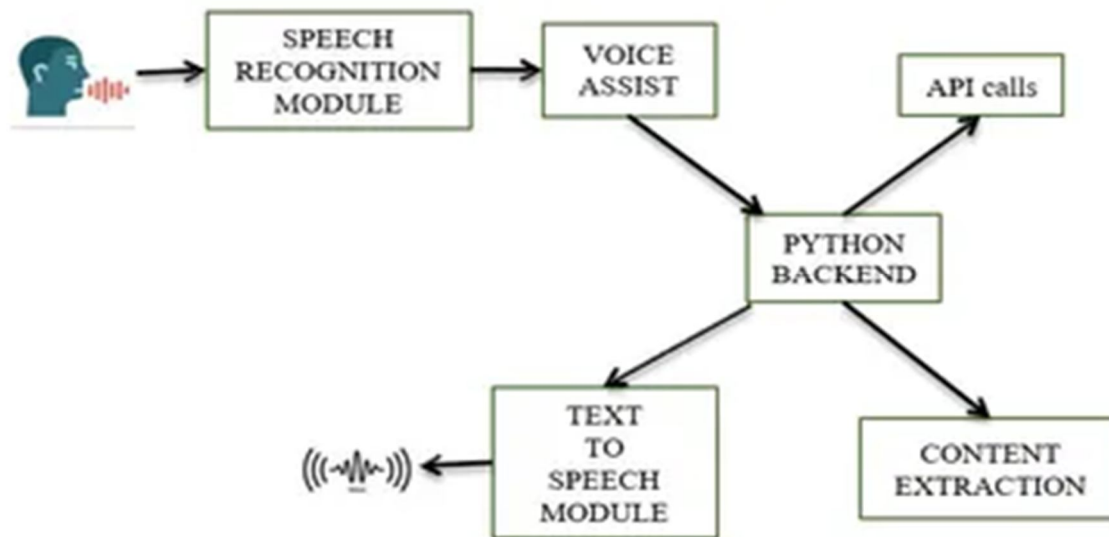 SPEECH
RECOGNITION
MODULE
VOICE
ASSIST
API calls
PYTHON
BACKEND
TEXT
TO
SPEECH
MODULE
CONTENT
EXTRACTION